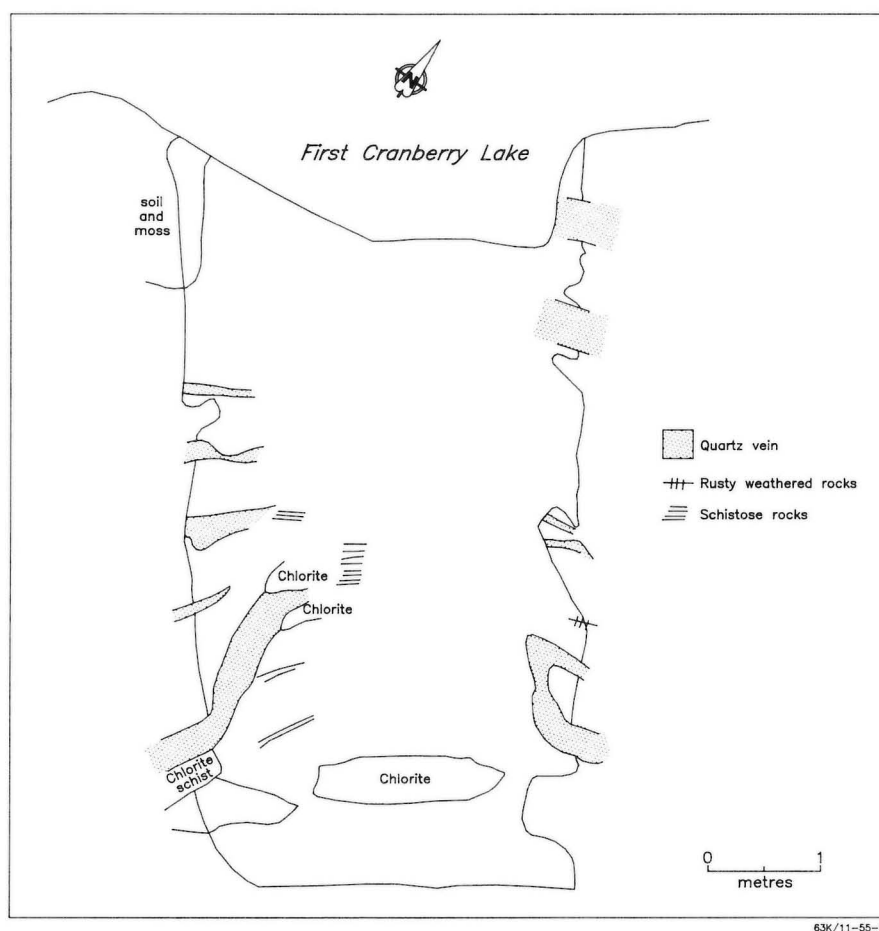 N
First Cranberry Lake
soil
and
moss
Quartz vein
Rusty weathered rocks
Schistose rocks
Chlorite
Chlorite
Chlorite
schist
Chlorite
0 1
metres
63K/11-55-